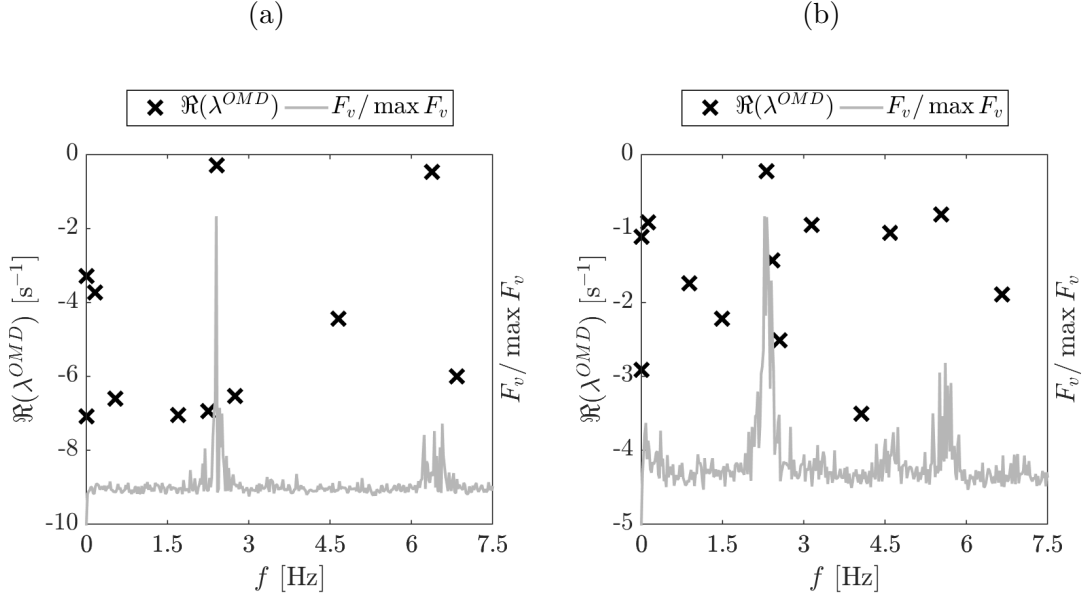 (a)
ℜ(λ^{OMD}) F_v/ max F_v
0
-2
-4
-6
-8
-10
ℜ(λ^{OMD}) [s^{−1}]
F_v/ max F_v
0 1.5 3 4.5 6 7.5
f [Hz]
(b)
ℜ(λ^{OMD}) F_v/ max F_v
0
-1
-2
-3
-4
-5
ℜ(λ^{OMD}) [s^{−1}]
F_v/ max F_v
0 1.5 3 4.5 6 7.5
f [Hz]